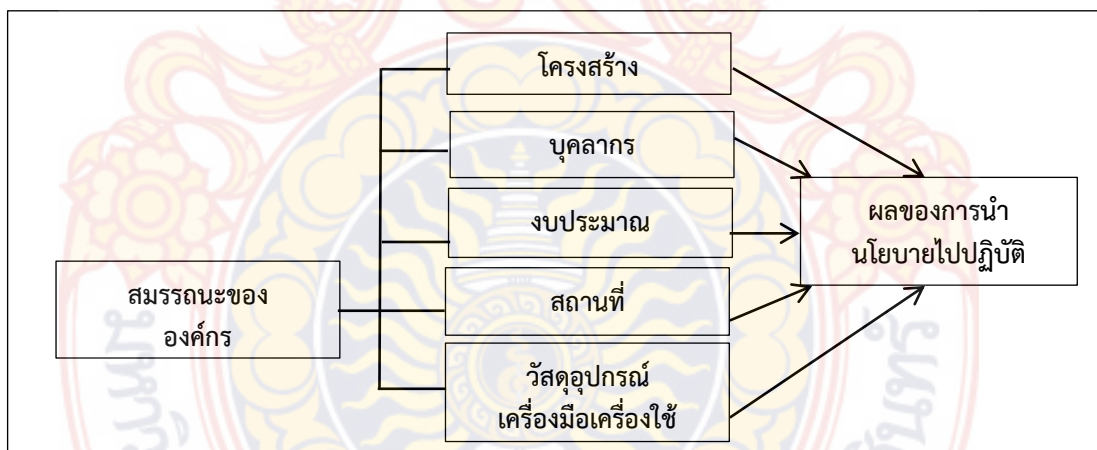 โครงสร้าง
บุคลากร
งบประมาณ
สถานที่
วัสดุอุปกรณ์
เครื่องมือเครื่องใช้
สมรรถนะของ
องค์กร
ผลของการนำ
นโยบายไปปฏิบัติ